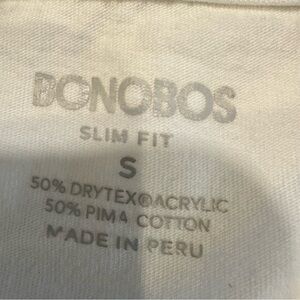 BONOBOS
SLIM FIT
S
50% DRYTEX®ACRYLIC
50% PIMA COTTON
MADE IN PERU